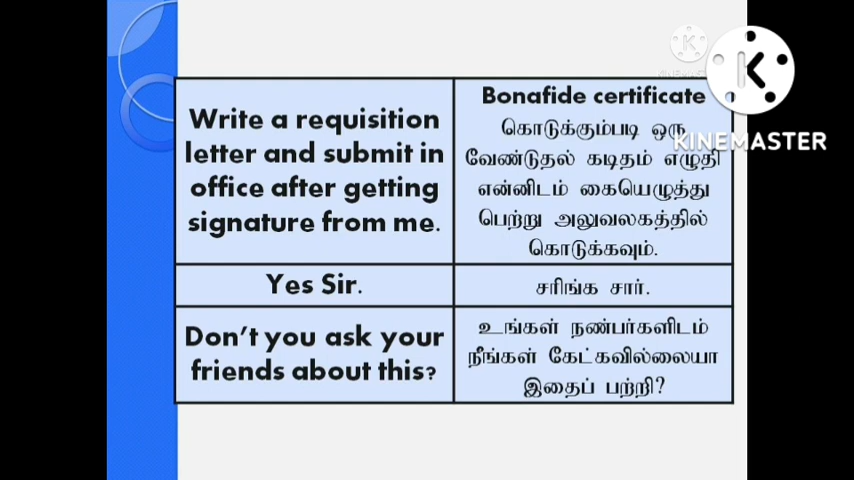 Write a requisition
letter and submit in
office after getting
signature from me.
Bonafide certificate
கொடுக்கும்படி ஒரு
வேண்டுதல் கடிதம் எழுதி
என்னிடம் கையெழுத்து
பெற்று அலுவலகத்தில்
கொடுக்கவும்.
Yes Sir.
சரிங்க சார்.
Don't you ask your
friends about this?
உங்கள் நண்பர்களிடம்
நீங்கள் கேட்கவில்லையா
இதைப் பற்றி?
KINEMASTER